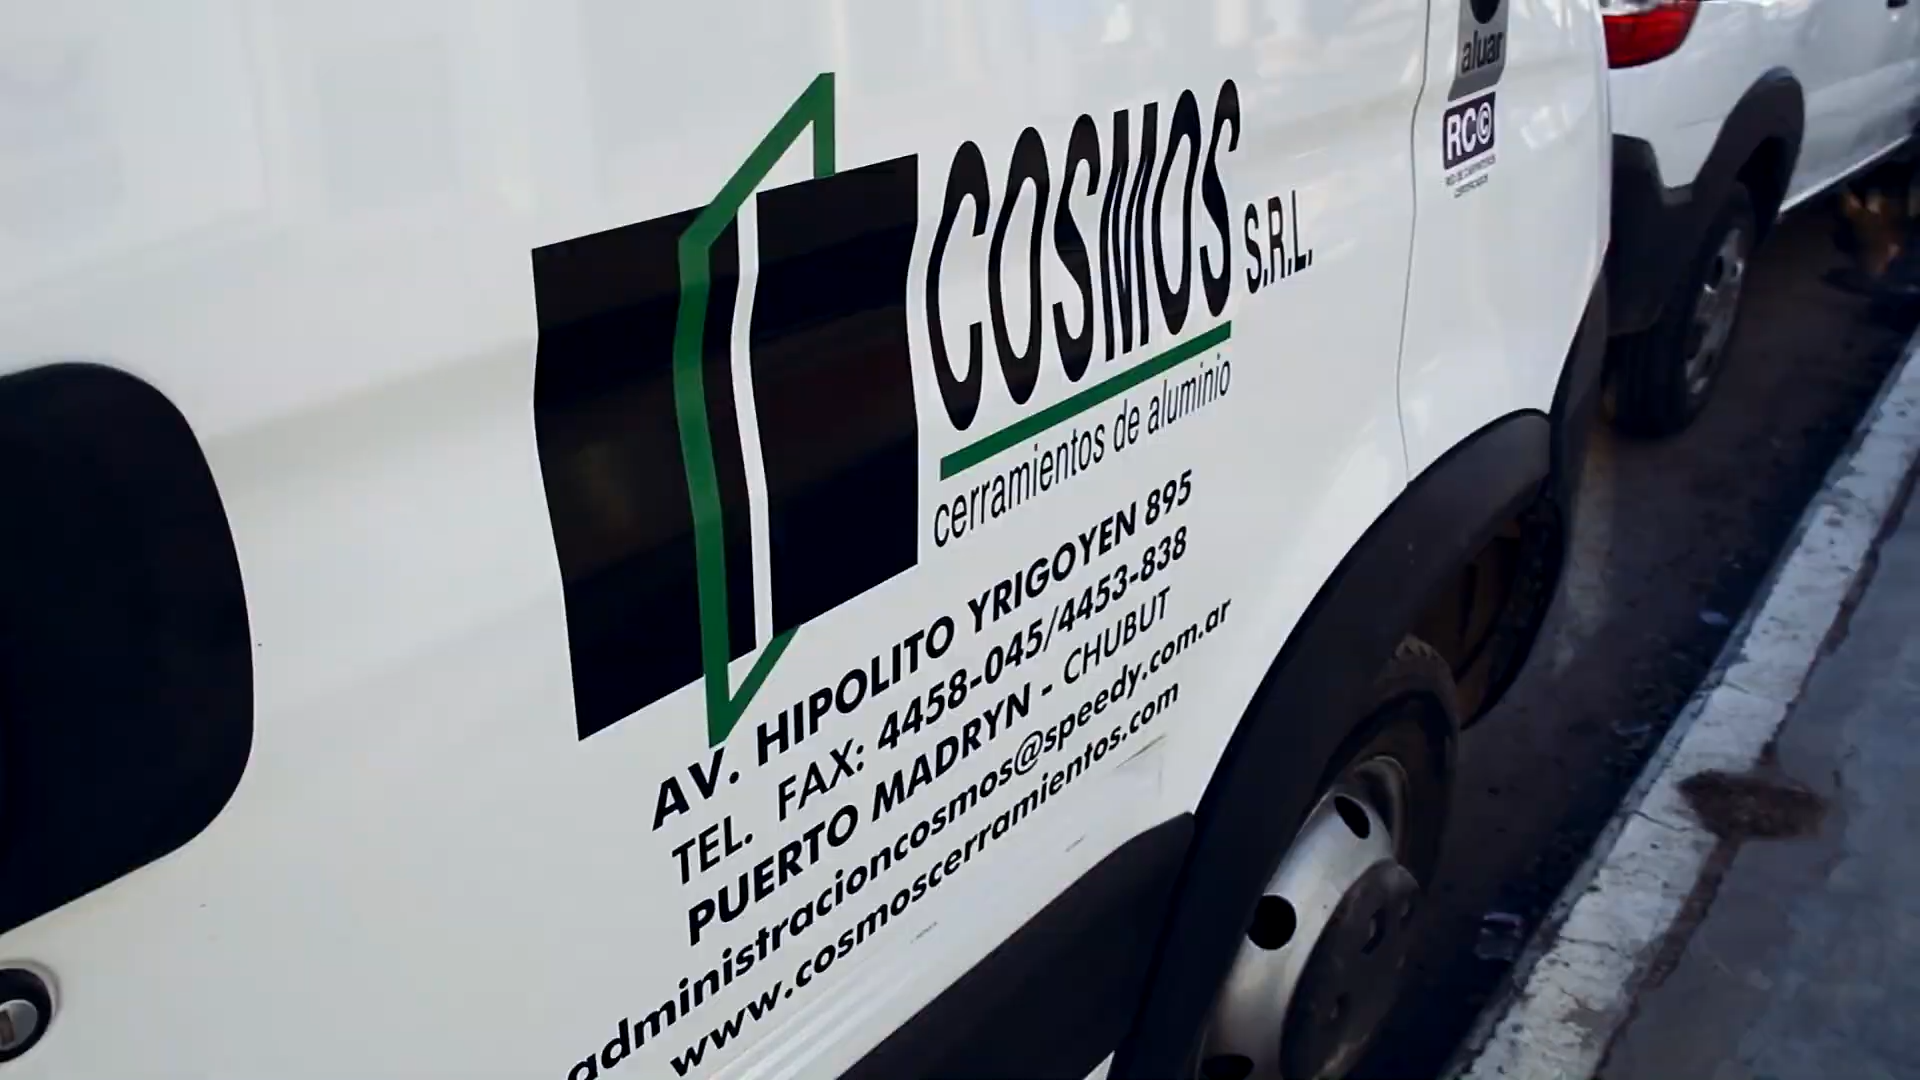 COSMOS S.R.L.
cerramientos de aluminio
AV. HIPOLITO YRIGOYEN 895
TEL. FAX: 4458-045/4453-838
PUERTO MADRYN - CHUBUT
administracioncosmos@speedy.com.ar
www.cosmoscerramientos.com
aluar
RC©